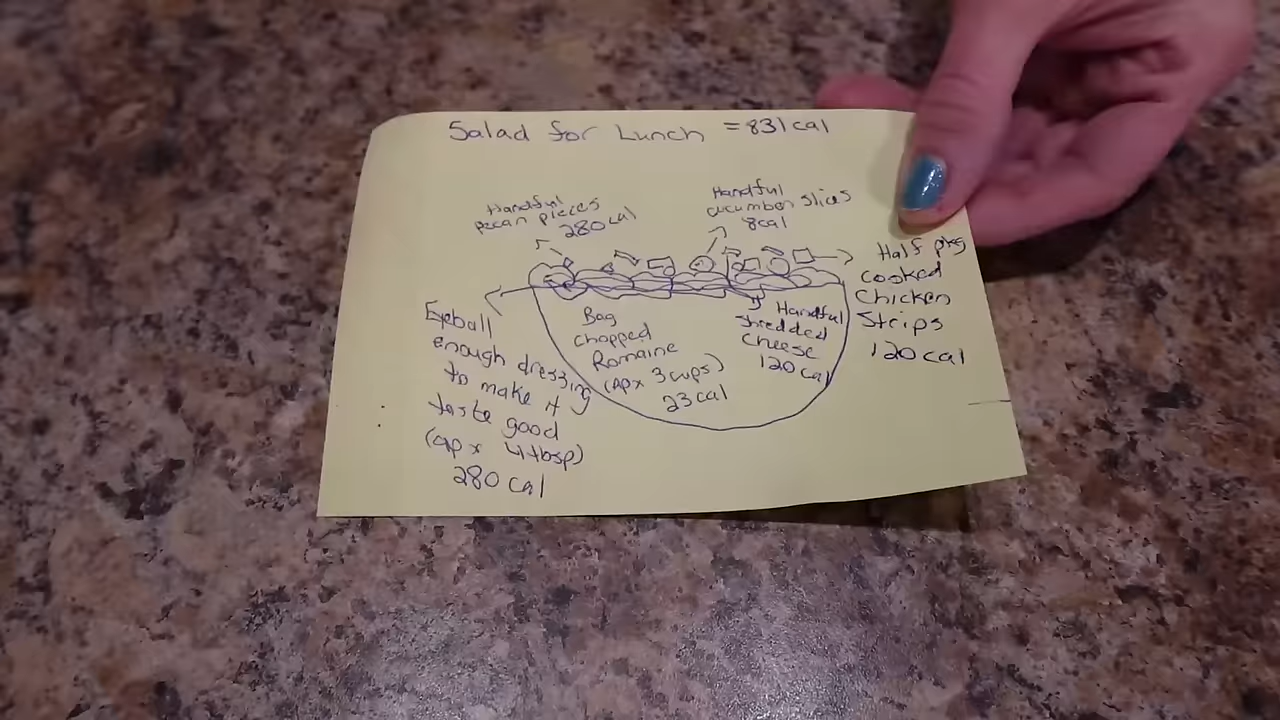 Salad for Lunch = 831 cal
Handful
pecan pieces
280 cal
Handful
cucumber slices
8 cal
Half pkg
cooked
Chicken
Strips
120 cal
Eyeball
enough dressing
to make it
taste good
(apx 4 tbsp)
280 cal
Bag
chopped
Romaine
(apx 3 cups)
23 cal
Handful
shredded
cheese
120 cal